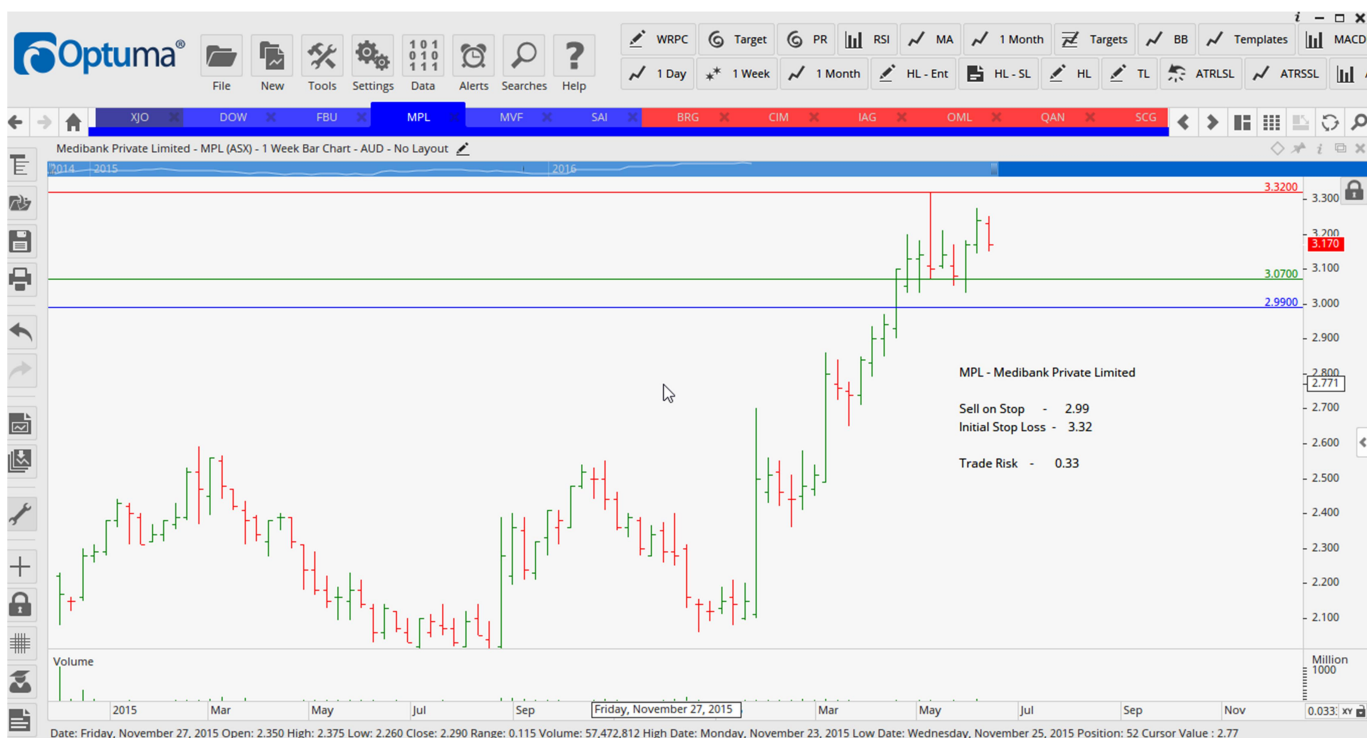 Optuma®
File New Tools Settings Data Alerts Searches Help
101
010
111
WRPC Target PR RSI MA 1 Month Targets BB Templates MACD
1 Day 1 Week 1 Month HL - Ent HL - SL HL TL ATRLSL ATRSSL
XJO DOW FBU MPL MVF SAI BRG CIM IAG OML QAN SCG
Medibank Private Limited - MPL (ASX) - 1 Week Bar Chart - AUD - No Layout
2014 2015 2016
3.3200
3.300
3.200
3.170
3.100
3.0700
3.000
2.9900
2.900
2.800
2.771
2.700
2.600
2.500
2.400
2.300
2.200
2.100
MPL - Medibank Private Limited
Sell on Stop - 2.99
Initial Stop Loss - 3.32
Trade Risk - 0.33
Volume
Million
1000
2015 Mar May Jul Sep Friday, November 27, 2015 Mar May Jul Sep Nov XY
Date: Friday, November 27, 2015 Open: 2.350 High: 2.375 Low: 2.260 Close: 2.290 Range: 0.115 Volume: 57,472,812 High Date: Monday, November 23, 2015 Low Date: Wednesday, November 25, 2015 Position: 52 Cursor Value : 2.77